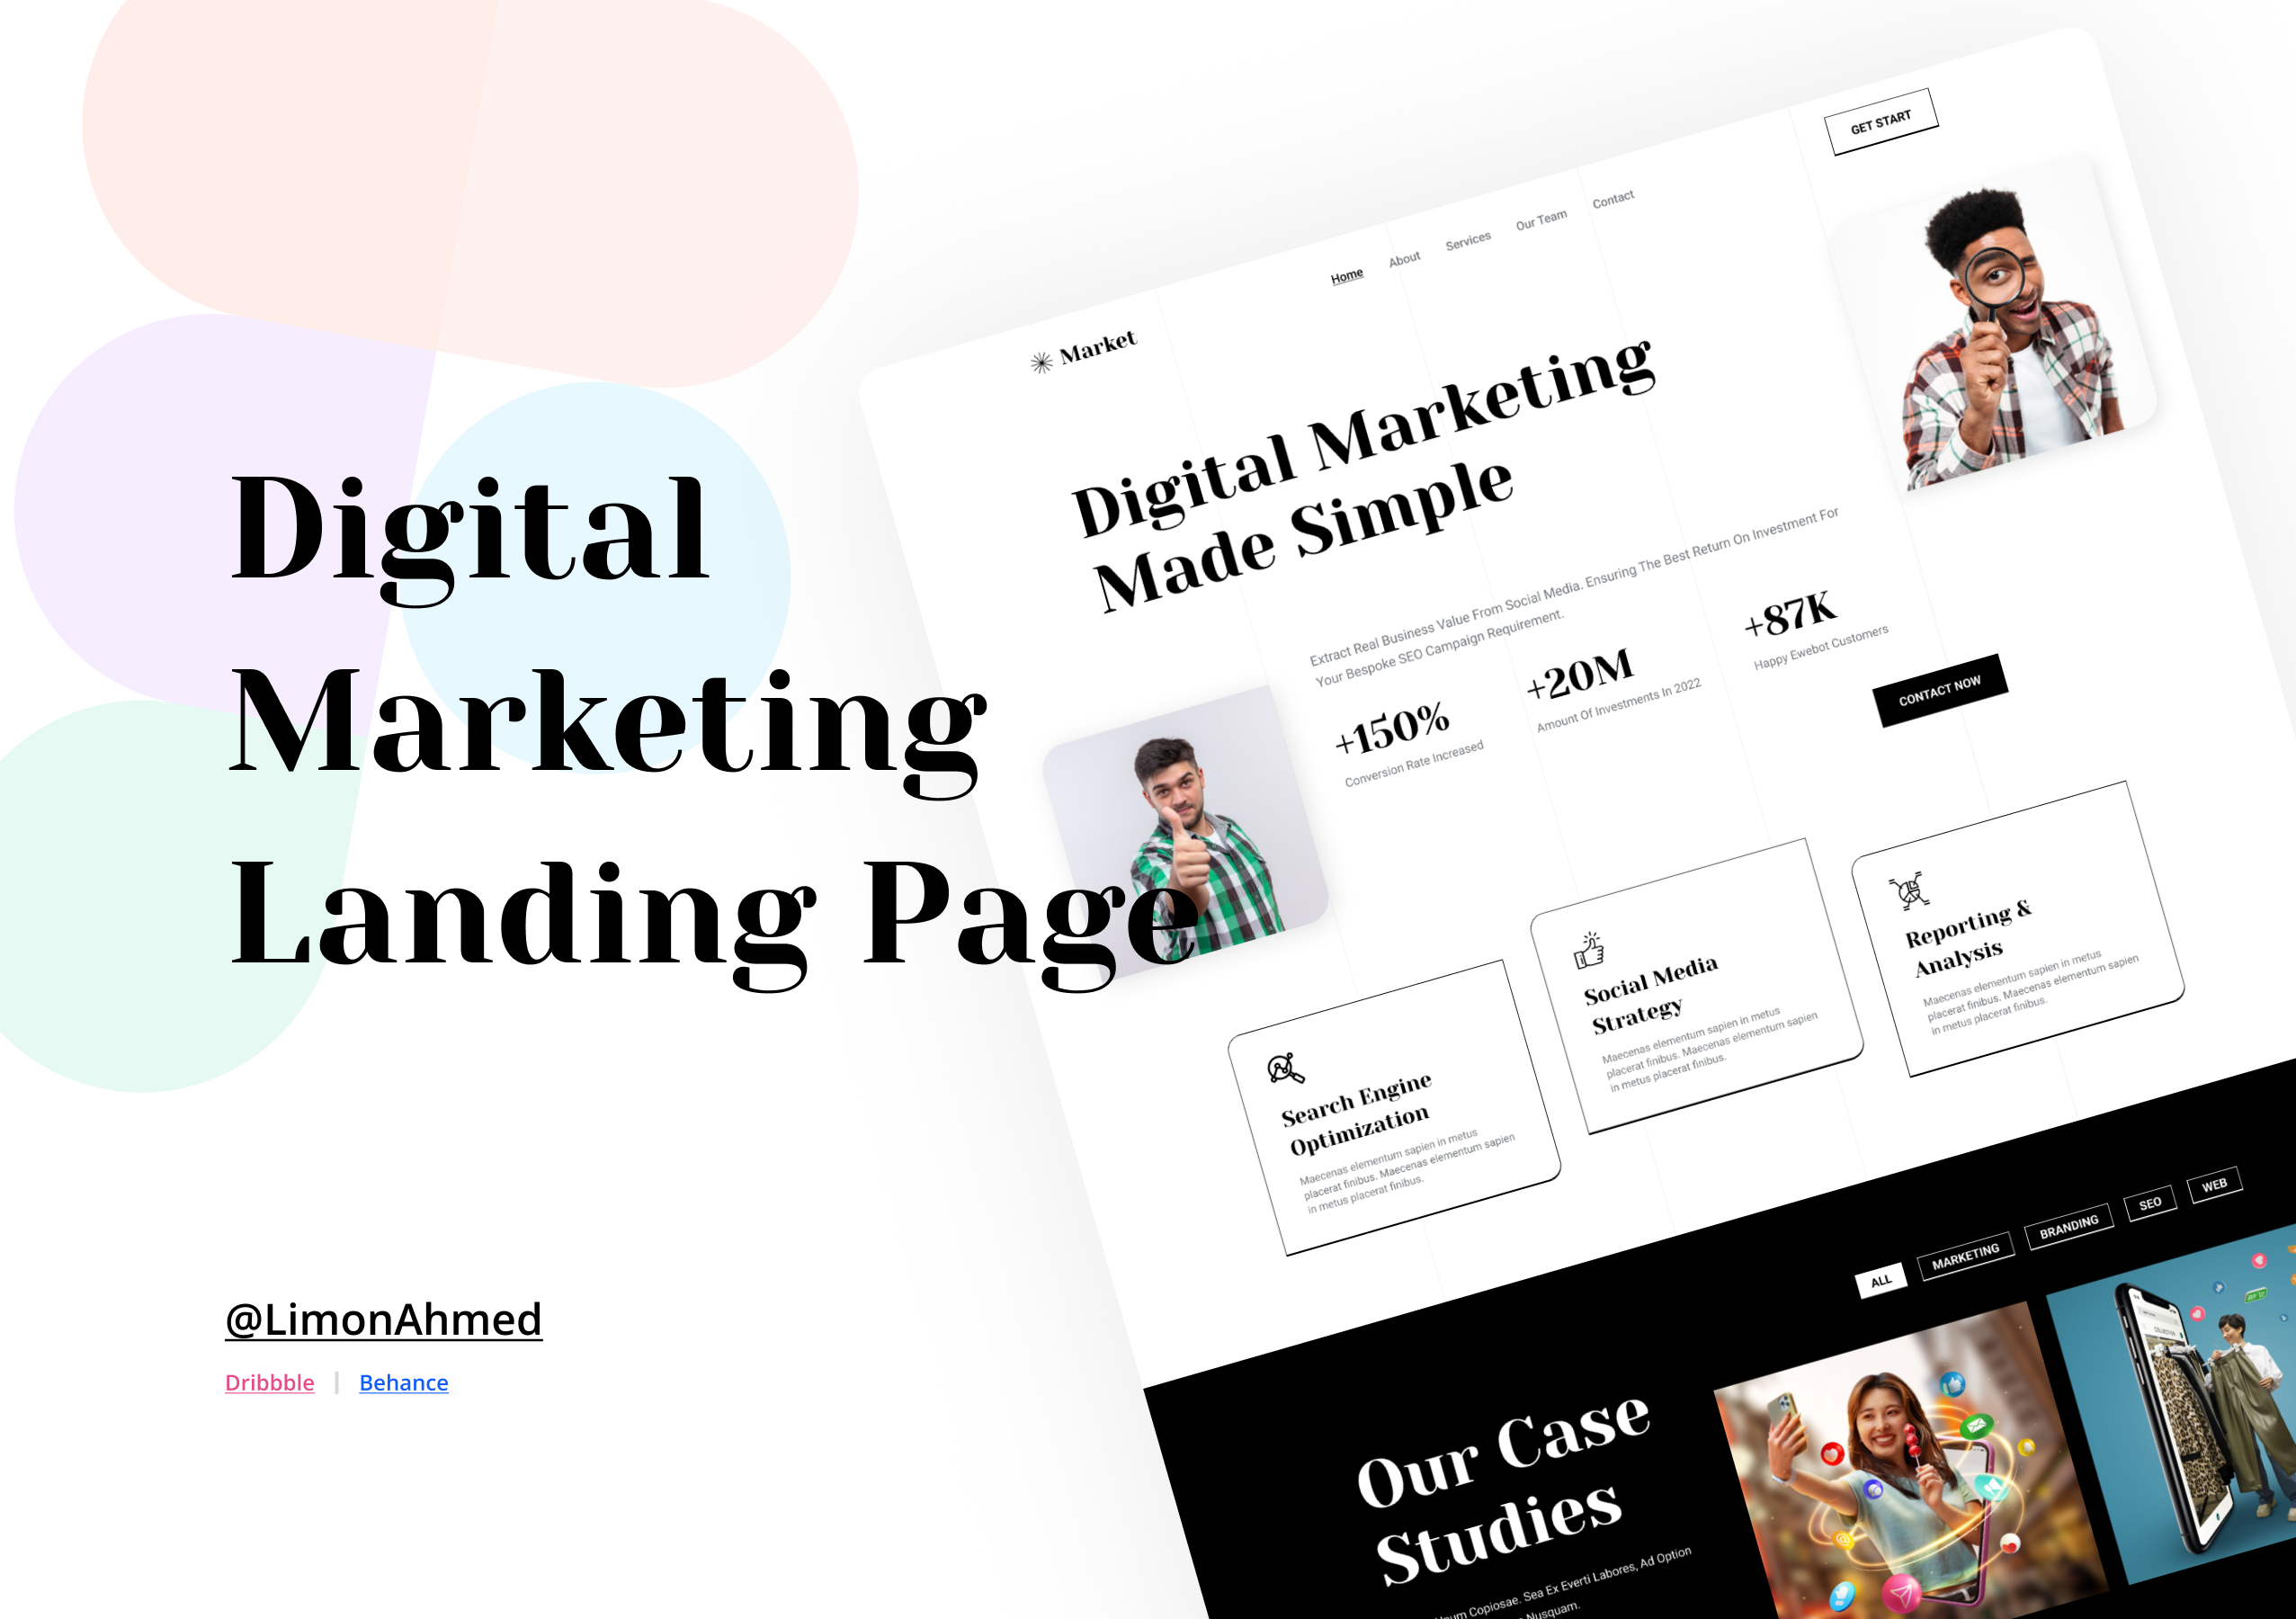 Digital
Marketing
Landing Page
@LimonAhmed
Dribbble | Behance
Market
Home
About
Services
Our Team
Contact
GET START
Digital Marketing
Made Simple
Extract Real Business Value From Social Media. Ensuring The Best Return On Investment For
Your Bespoke SEO Campaign Requirement.
+150%
Conversion Rate Increased
+20M
Amount Of Investments In 2022
+87K
Happy Ewebot Customers
CONTACT NOW
Search Engine
Optimization
Maecenas elementum sapien in metus
placerat finibus. Maecenas elementum sapien
in metus placerat finibus.
Social Media
Strategy
Maecenas elementum sapien in metus
placerat finibus. Maecenas elementum sapien
in metus placerat finibus.
Reporting &
Analysis
Maecenas elementum sapien in metus
placerat finibus. Maecenas elementum sapien
in metus placerat finibus.
ALL
MARKETING
BRANDING
SEO
WEB
Our Case
Studies
Copiosae. Sea Ex Everti Labores, Ad Option
Nusquam.